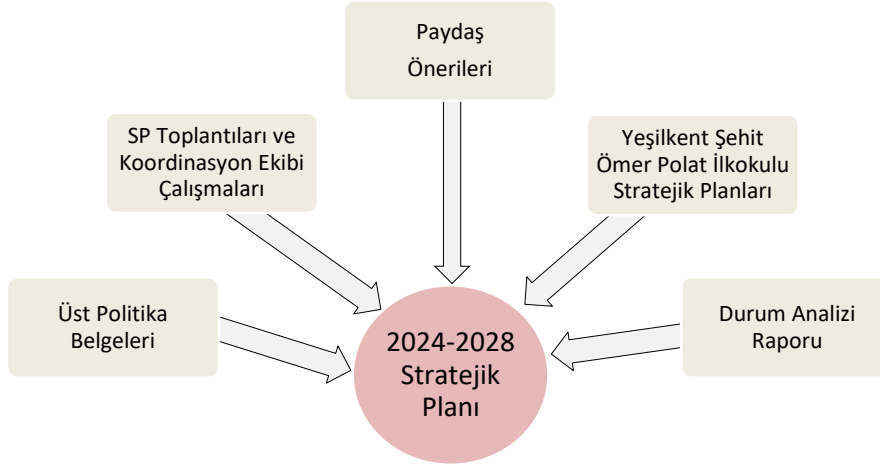 Paydaş
Önerileri
SP Toplantıları ve
Koordinasyon Ekibi
Çalışmaları
Yeşilkent Şehit
Ömer Polat İlkokulu
Stratejik Planları
Üst Politika
Belgeleri
Durum Analizi
Raporu
2024-2028
Stratejik
Planı